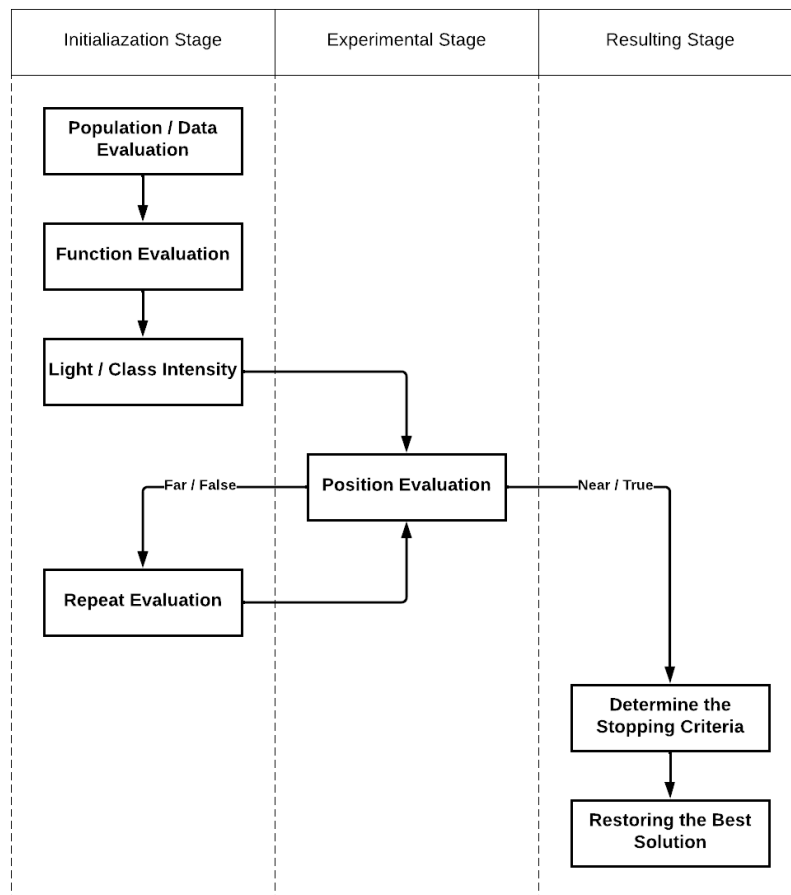 Initialiazation Stage
Experimental Stage
Resulting Stage
Population / Data
Evaluation
Function Evaluation
Light / Class Intensity
Far / False
Position Evaluation
Near / True
Repeat Evaluation
Determine the
Stopping Criteria
Restoring the Best
Solution